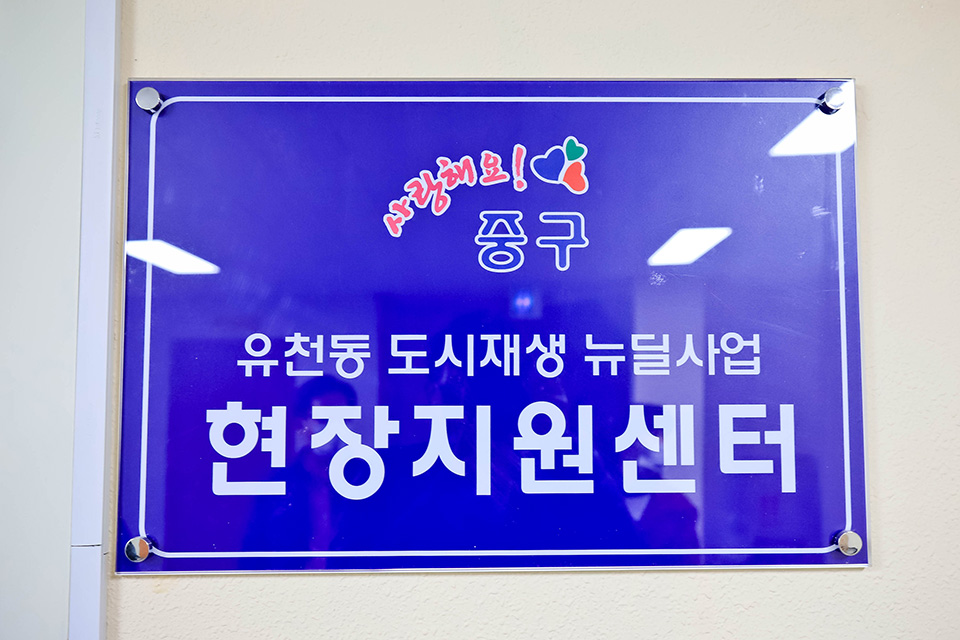 사랑해요!
중구
유천동 도시재생 뉴딜사업
현장지원센터